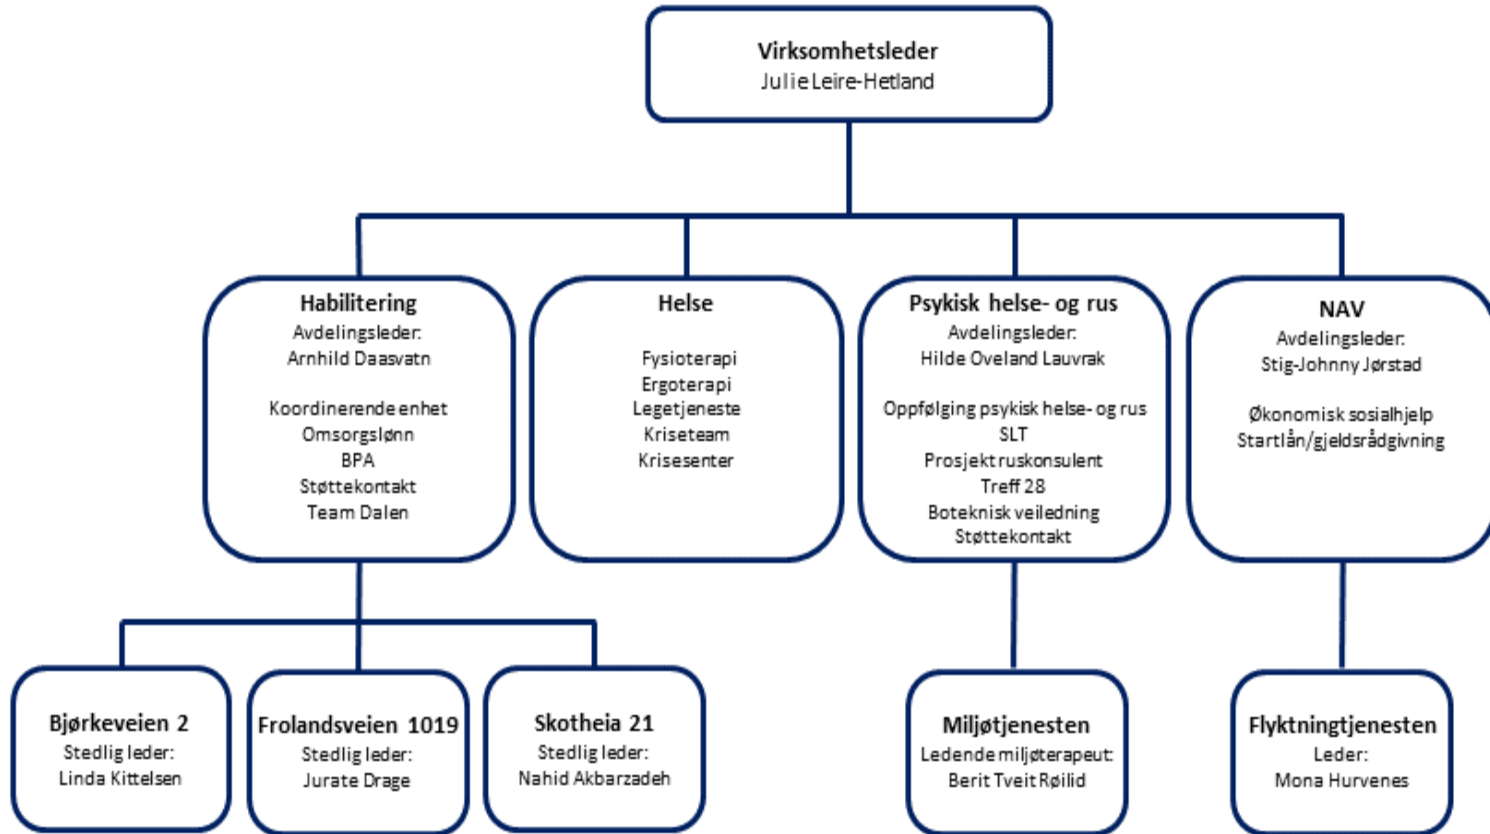 Virksomhetsleder
Julie Leire-Hetland
Habilitering
Avdelingsleder:
Arnhild Daasvatn
Koordinerende enhet
Omsorgslønn
BPA
Støttekontakt
Team Dalen
Helse
Fysioterapi
Ergoterapi
Legetjeneste
Kriseteam
Krisesenter
Psykisk helse- og rus
Avdelingsleder:
Hilde Oveland Lauvrak
Oppfølging psykisk helse- og rus
SLT
Prosjekt ruskonsulent
Treff 28
Boteknisk veiledning
Støttekontakt
NAV
Avdelingsleder:
Stig-Johnny Jørstad
Økonomisk sosialhjelp
Startlån/gjeldsrådgivning
Bjørkeveien 2
Stedlig leder:
Linda Kittelsen
Frolandsveien 1019
Stedlig leder:
Jurate Drage
Skotheia 21
Stedlig leder:
Nahid Akbarzadeh
Miljøtjenesten
Ledende miljøterapeut:
Berit Tveit Røilid
Flyktningtjenesten
Leder:
Mona Hurvenes